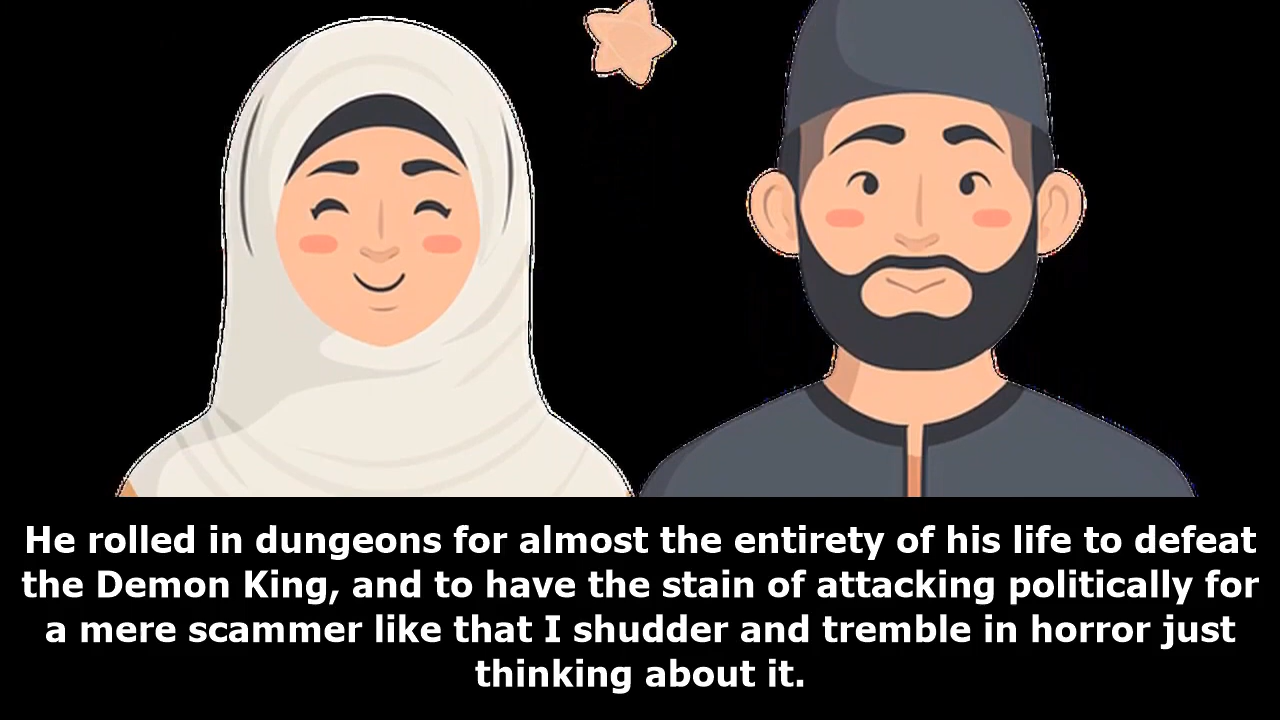 He rolled in dungeons for almost the entirety of his life to defeat
the Demon King, and to have the stain of attacking politically for
a mere scammer like that I shudder and tremble in horror just
thinking about it.